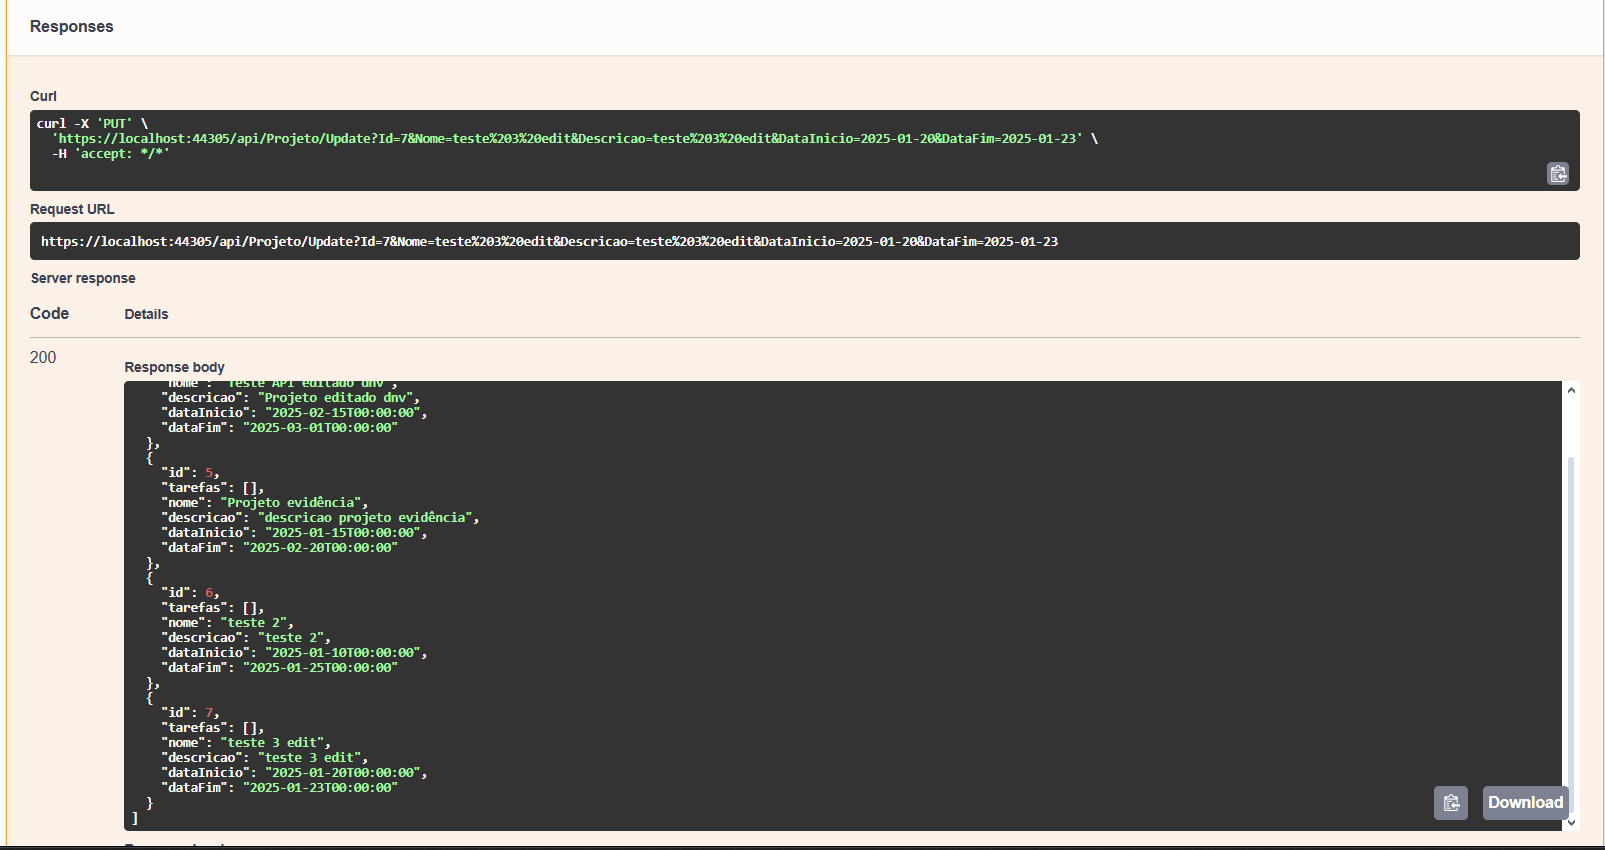 Responses
Curl
curl -X 'PUT' \
  'https://localhost:44305/api/Projeto/Update?Id=7&Nome=teste%203%20edit&Descricao=teste%203%20edit&DataInicio=2025-01-20&DataFim=2025-01-23' \
  -H 'accept: */*'
Request URL
https://localhost:44305/api/Projeto/Update?Id=7&Nome=teste%203%20edit&Descricao=teste%203%20edit&DataInicio=2025-01-20&DataFim=2025-01-23
Server response
Code Details
200
Response body
    "nome": "Teste API editado dnv",
    "descricao": "Projeto editado dnv",
    "dataInicio": "2025-02-15T00:00:00",
    "dataFim": "2025-03-01T00:00:00"
  },
  {
    "id": 5,
    "tarefas": [],
    "nome": "Projeto evidência",
    "descricao": "descricao projeto evidência",
    "dataInicio": "2025-01-15T00:00:00",
    "dataFim": "2025-02-20T00:00:00"
  },
  {
    "id": 6,
    "tarefas": [],
    "nome": "teste 2",
    "descricao": "teste 2",
    "dataInicio": "2025-01-10T00:00:00",
    "dataFim": "2025-01-25T00:00:00"
  },
  {
    "id": 7,
    "tarefas": [],
    "nome": "teste 3 edit",
    "descricao": "teste 3 edit",
    "dataInicio": "2025-01-20T00:00:00",
    "dataFim": "2025-01-23T00:00:00"
  }
]
Download